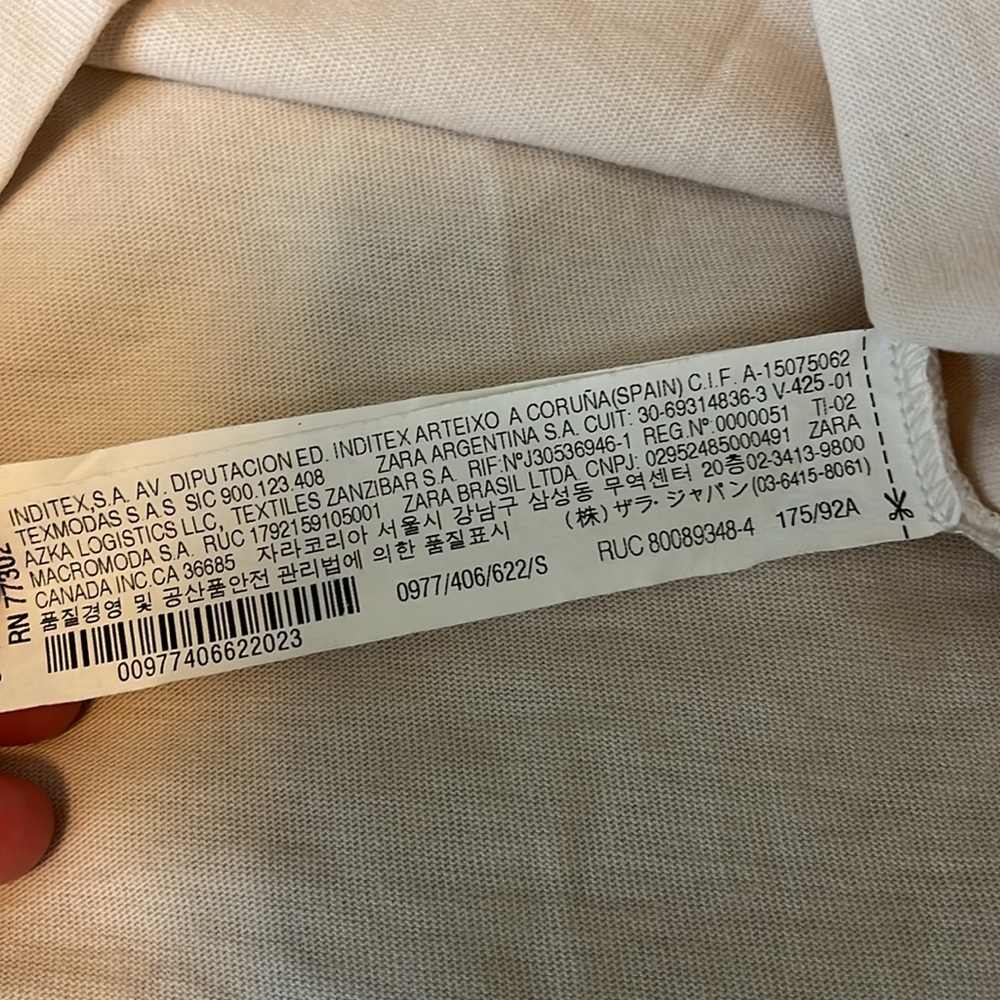 INDITEX,S.A. AV. DIPUTACION ED. INDITEX ARTEIXO A CORUÑA(SPAIN) C.I.F. A-15075062
TEXMODAS S A S SIC 900.123.408 ZARA ARGENTINA S.A. CUIT: 30-69314836-3 V-425-01
AZKA LOGISTICS LLC, TEXTILES ZANZIBAR S.A. RIF:NºJ30536946-1 REG.Nº:0000051 TI-02
MACROMODA S.A. RUC 1792159105001 ZARA BRASIL LTDA. CNPJ: 02952485000491 ZARA
CANADA INC.CA 36685 자라코리아 서울시 강남구 삼성동 무역센터 20층02-3413-9800
품질경영 및 공산품안전 관리법에 의한 품질표시 (株) ザラ・ジャパン (03-6415-8061)
0977/406/622/S RUC 80089348-4 175/92A
00977406622023
RN 77302